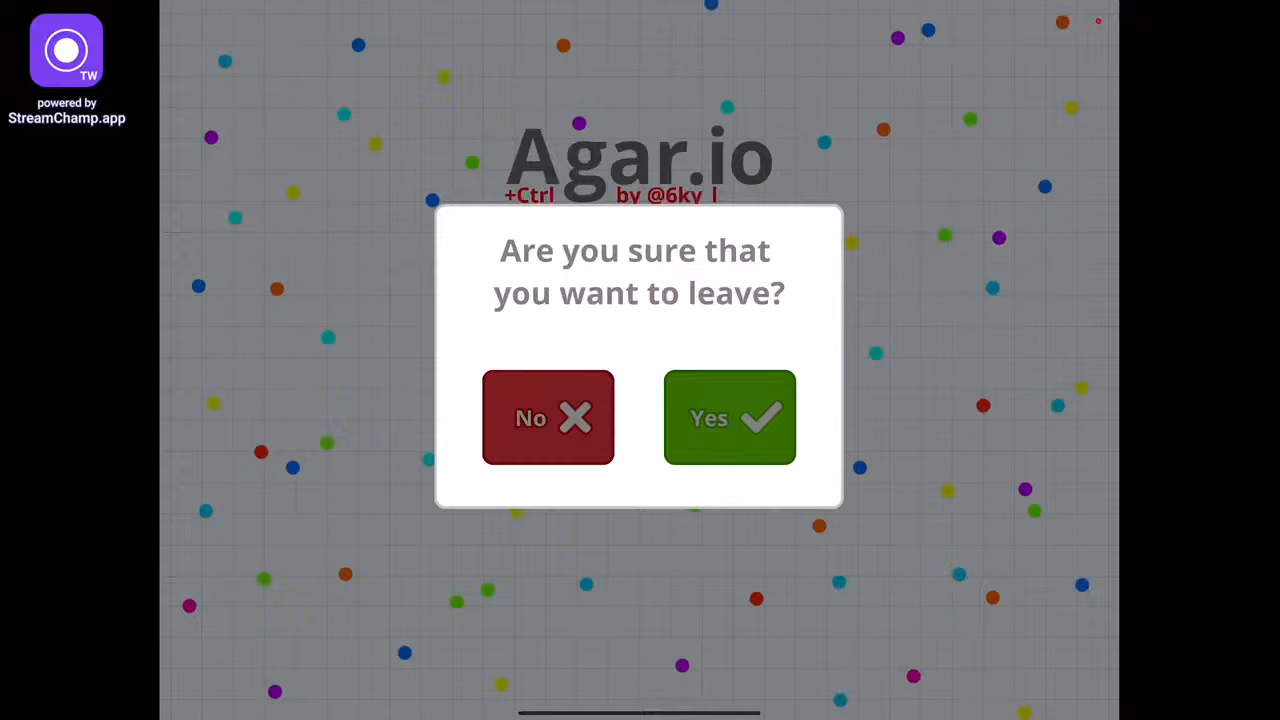 TW
powered by
StreamChamp.app
Agar.io
+Ctrl by @6ky_l
Are you sure that
you want to leave?
No
Yes